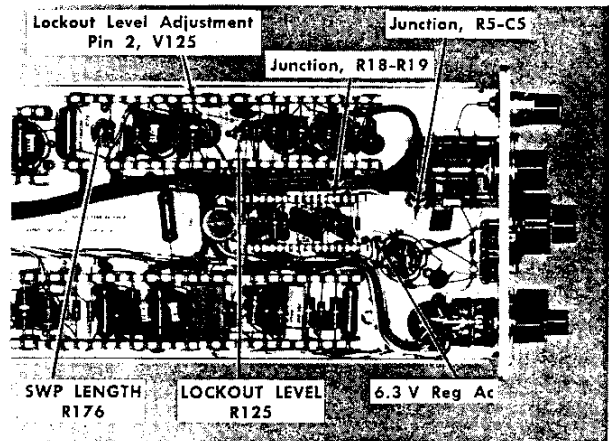 Lockout Level Adjustment
Pin 2, V125
Junction, R5-C5
Junction, R18-R19
SWP LENGTH
R176
LOCKOUT LEVEL
R125
6.3 V Reg Ac